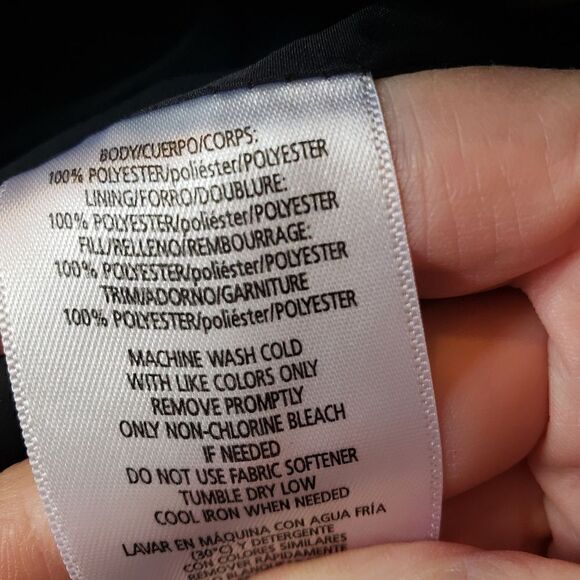 BODY/CUERPO/CORPS:
100% POLYESTER/poliéster/POLYESTER
LINING/FORRO/DOUBLURE:
100% POLYESTER/poliéster/POLYESTER
FILL/RELLENO/REMBOURRAGE:
100% POLYESTER/poliéster/POLYESTER
TRIM/ADORNO/GARNITURE
100% POLYESTER/poliéster/POLYESTER
MACHINE WASH COLD
WITH LIKE COLORS ONLY
REMOVE PROMPTLY
ONLY NON-CHLORINE BLEACH
IF NEEDED
DO NOT USE FABRIC SOFTENER
TUMBLE DRY LOW
COOL IRON WHEN NEEDED
LAVAR EN MÁQUINA CON AGUA FRÍA
(30°C) Y DETERGENTE
CON COLORES SIMILARES
REMOVER RÁPIDAMENTE